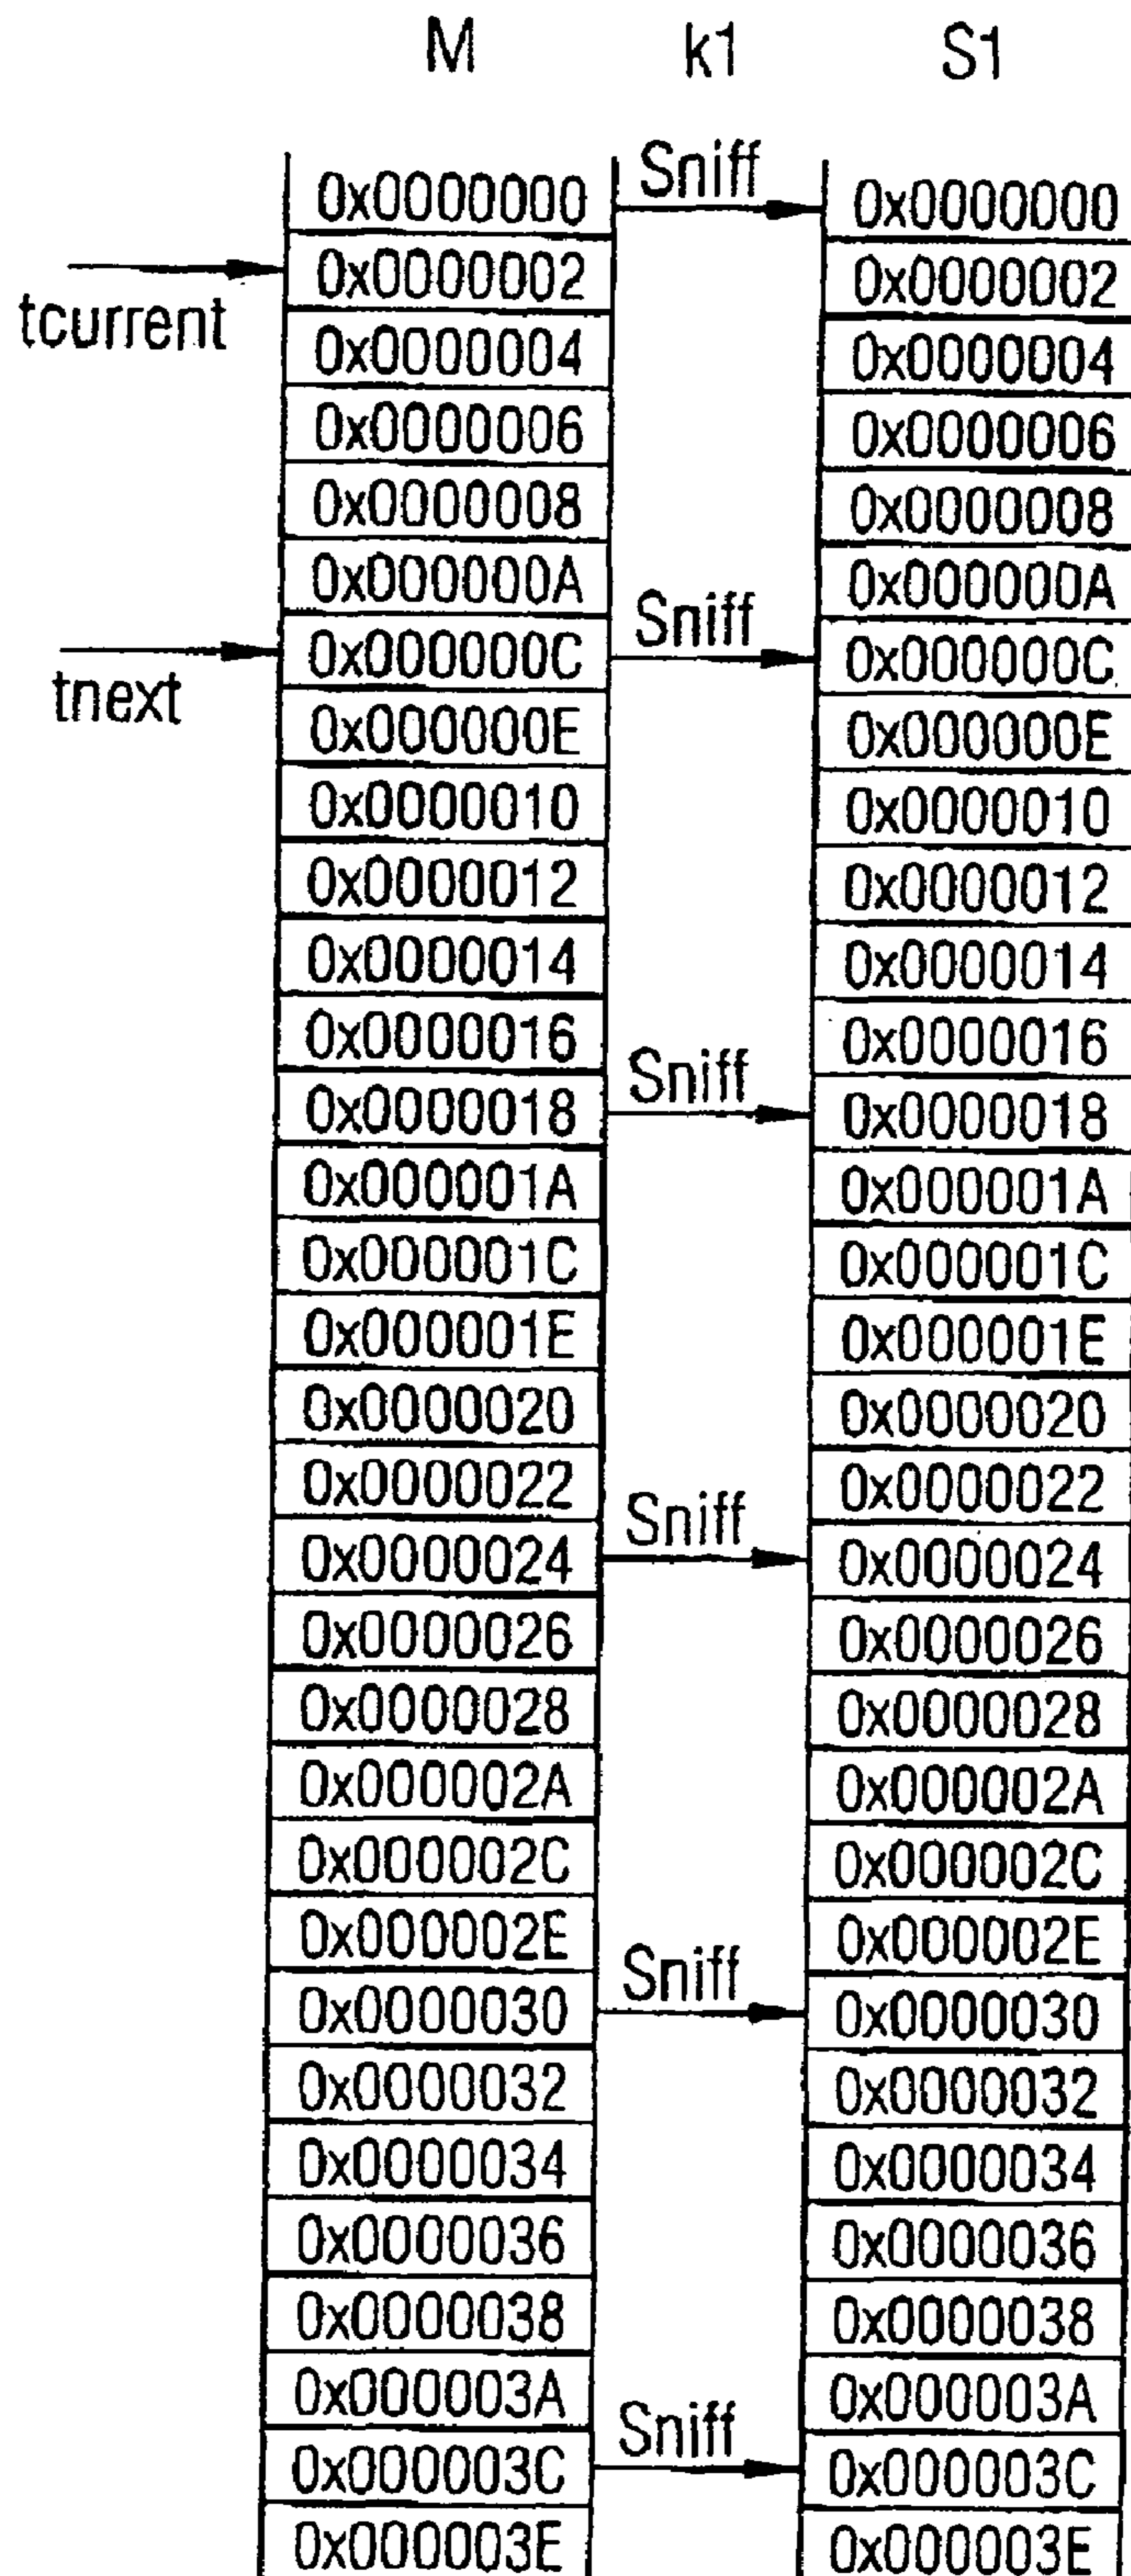 M k1 S1
0x0000000 Sniff 0x0000000
tcurrent 0x0000002 0x0000002
0x0000004 0x0000004
0x0000006 0x0000006
0x0000008 0x0000008
0x000000A 0x000000A
tnext 0x000000C Sniff 0x000000C
0x000000E 0x000000E
0x0000010 0x0000010
0x0000012 0x0000012
0x0000014 0x0000014
0x0000016 0x0000016
0x0000018 Sniff 0x0000018
0x000001A 0x000001A
0x000001C 0x000001C
0x000001E 0x000001E
0x0000020 0x0000020
0x0000022 0x0000022
0x0000024 Sniff 0x0000024
0x0000026 0x0000026
0x0000028 0x0000028
0x000002A 0x000002A
0x000002C 0x000002C
0x000002E 0x000002E
0x0000030 Sniff 0x0000030
0x0000032 0x0000032
0x0000034 0x0000034
0x0000036 0x0000036
0x0000038 0x0000038
0x000003A 0x000003A
0x000003C Sniff 0x000003C
0x000003E 0x000003E